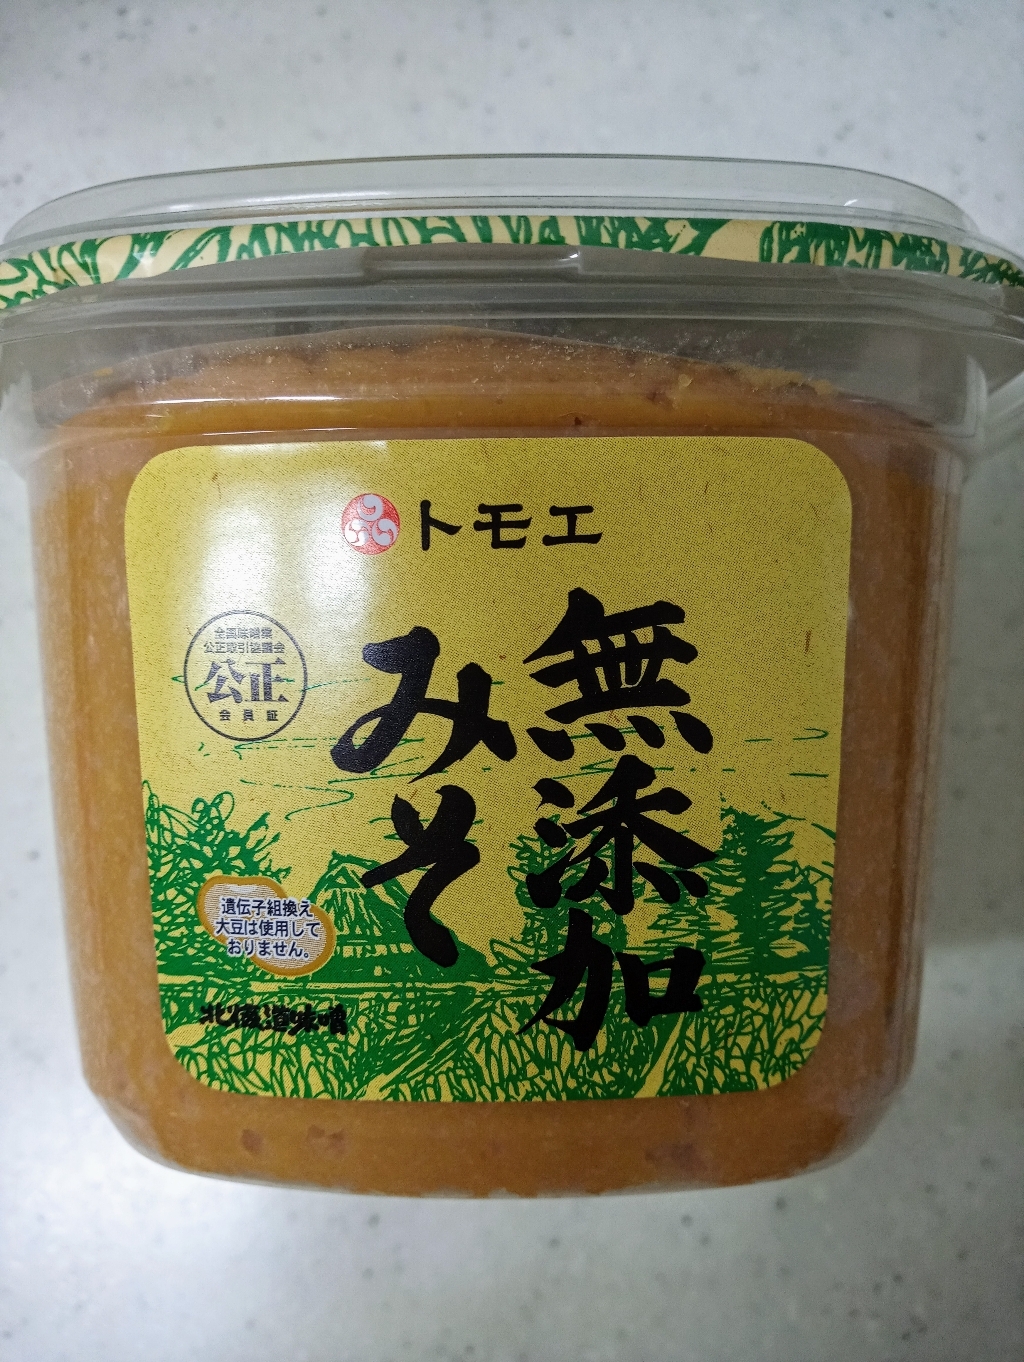 トモエ
無添加
みそ
全国味噌業
公正取引協議会
公正
会員証
遺伝子組換え
大豆は使用して
おりません。
北海道味噌